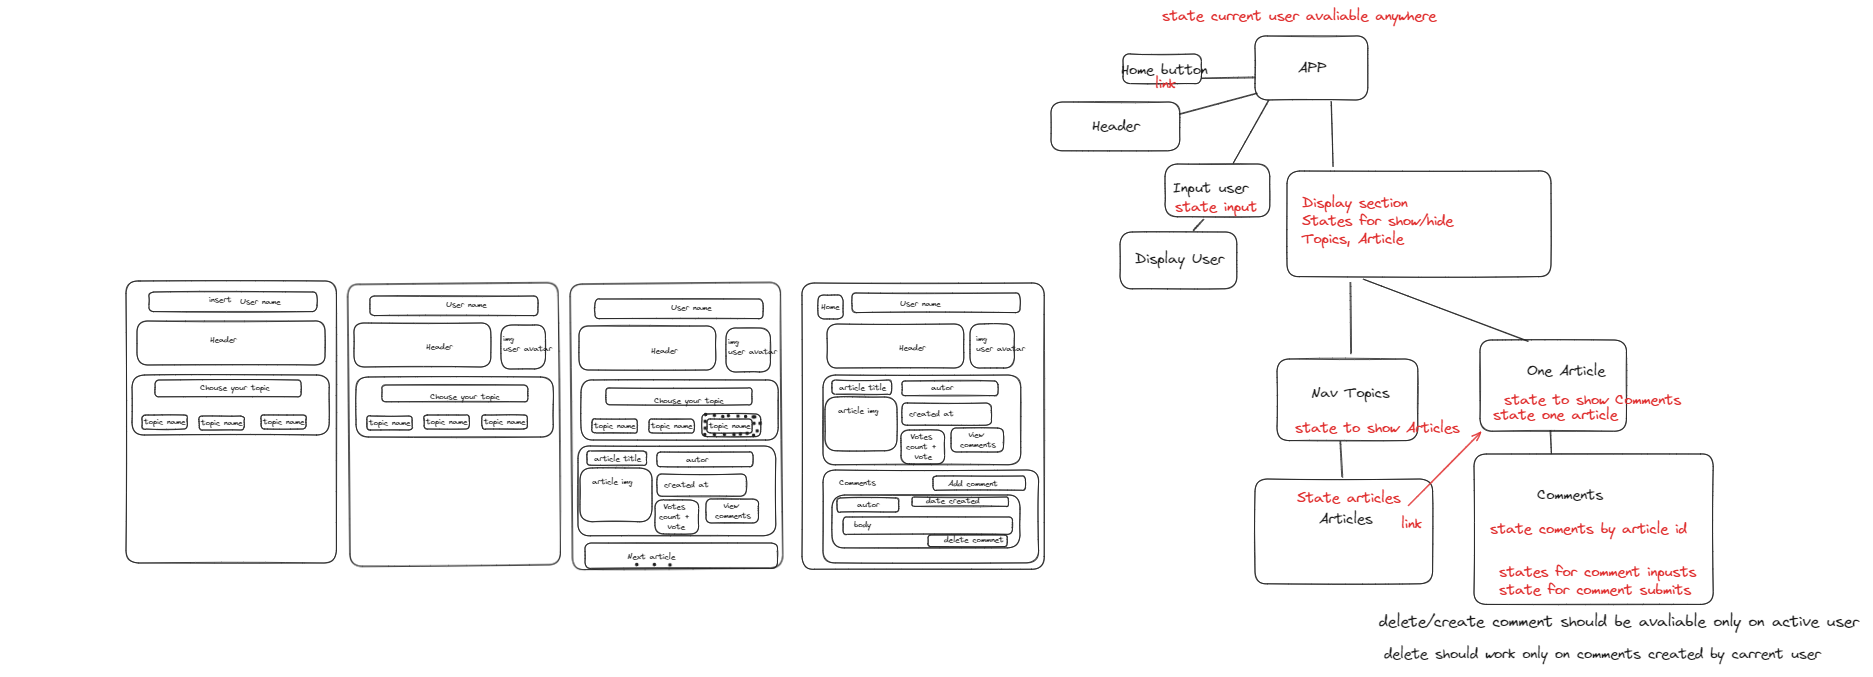 state current user avaliable anywhere
APP
Home button
link
Header
Input user
state input
Display User
Display section
States for show/hide
Topics, Article
Nav Topics
state to show Articles
State articles
Articles
link
One Article
state to show Comments
state one article
Comments
state coments by article id
states for comment inpusts
state for comment submits
delete/create comment should be avaliable only on active user
delete should work only on comments created by carrent user
insert User name
Header
Chouse your topic
topic name
topic name
topic name
User name
Header
img
user avatar
Chouse your topic
topic name
topic name
topic name
User name
Header
img
user avatar
Chouse your topic
topic name
topic name
topic name
article title
autor
article img
created at
Votes
count +
vote
View
comments
Next article
Home
User name
Header
img
user avatar
article title
autor
article img
created at
Votes
count +
vote
View
comments
Comments
Add comment
autor
date created
body
delete commnet